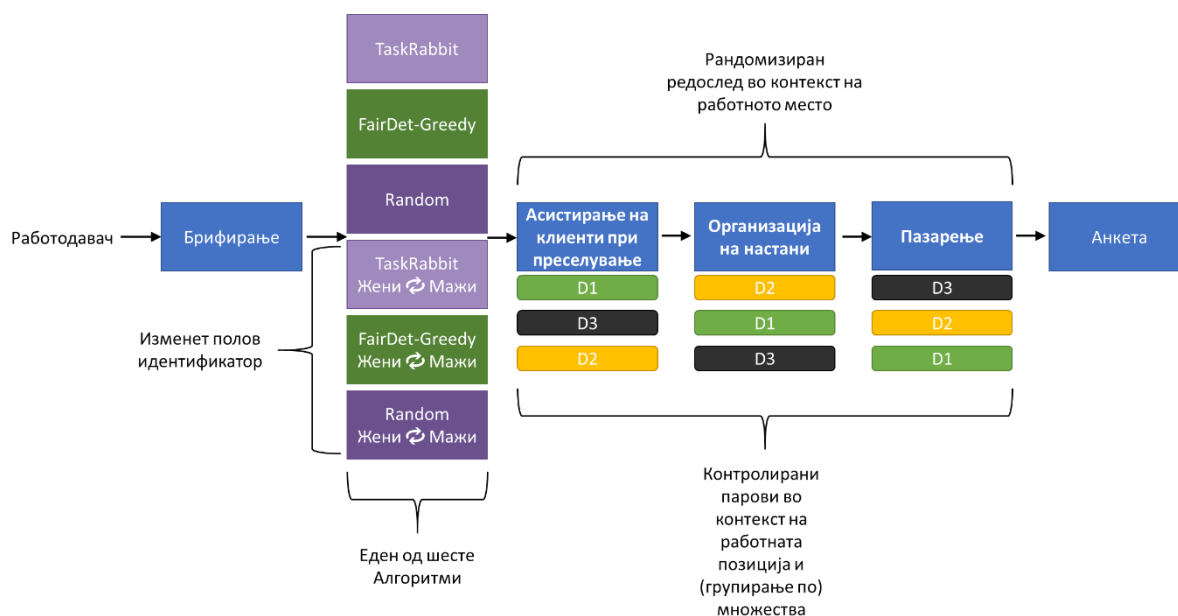 TaskRabbit
FairDet-Greedy
Random
TaskRabbit
Жени Мажи
FairDet-Greedy
Жени Мажи
Random
Жени Мажи
Работодавач
Брифирање
Изменет полов
идентификатор
Еден од шесте
Алгоритми
Рандомизиран
редослед во контекст на
работното место
Асистирање на
клиенти при
преселување
Организација
на настани
Пазарење
Анкета
D1
D2
D3
D3
D1
D2
D2
D3
D1
Контролирани
парови во
контекст на
работната
позиција и
(групирање по)
множества